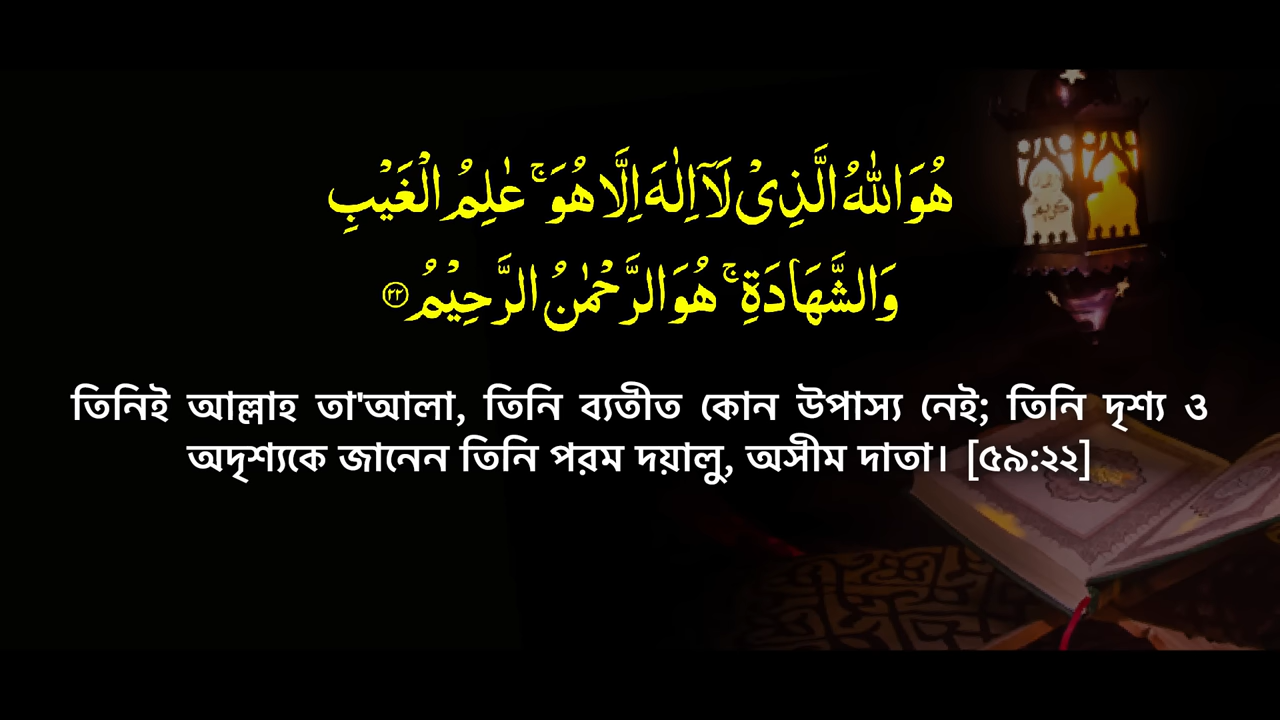 هُوَ اللّٰهُ الَّذِىْ لَاۤ اِلٰهَ اِلَّا هُوَ ۚ عٰلِمُ الْغَيْبِ
وَالشَّهَادَةِ ۚ هُوَ الرَّحْمٰنُ الرَّحِيْمُ ﴿۲۲﴾
তিনিই আল্লাহ তা'আলা, তিনি ব্যতীত কোন উপাস্য নেই; তিনি দৃশ্য ও
অদৃশ্যকে জানেন তিনি পরম দয়ালু, অসীম দাতা। [৫৯:২২]